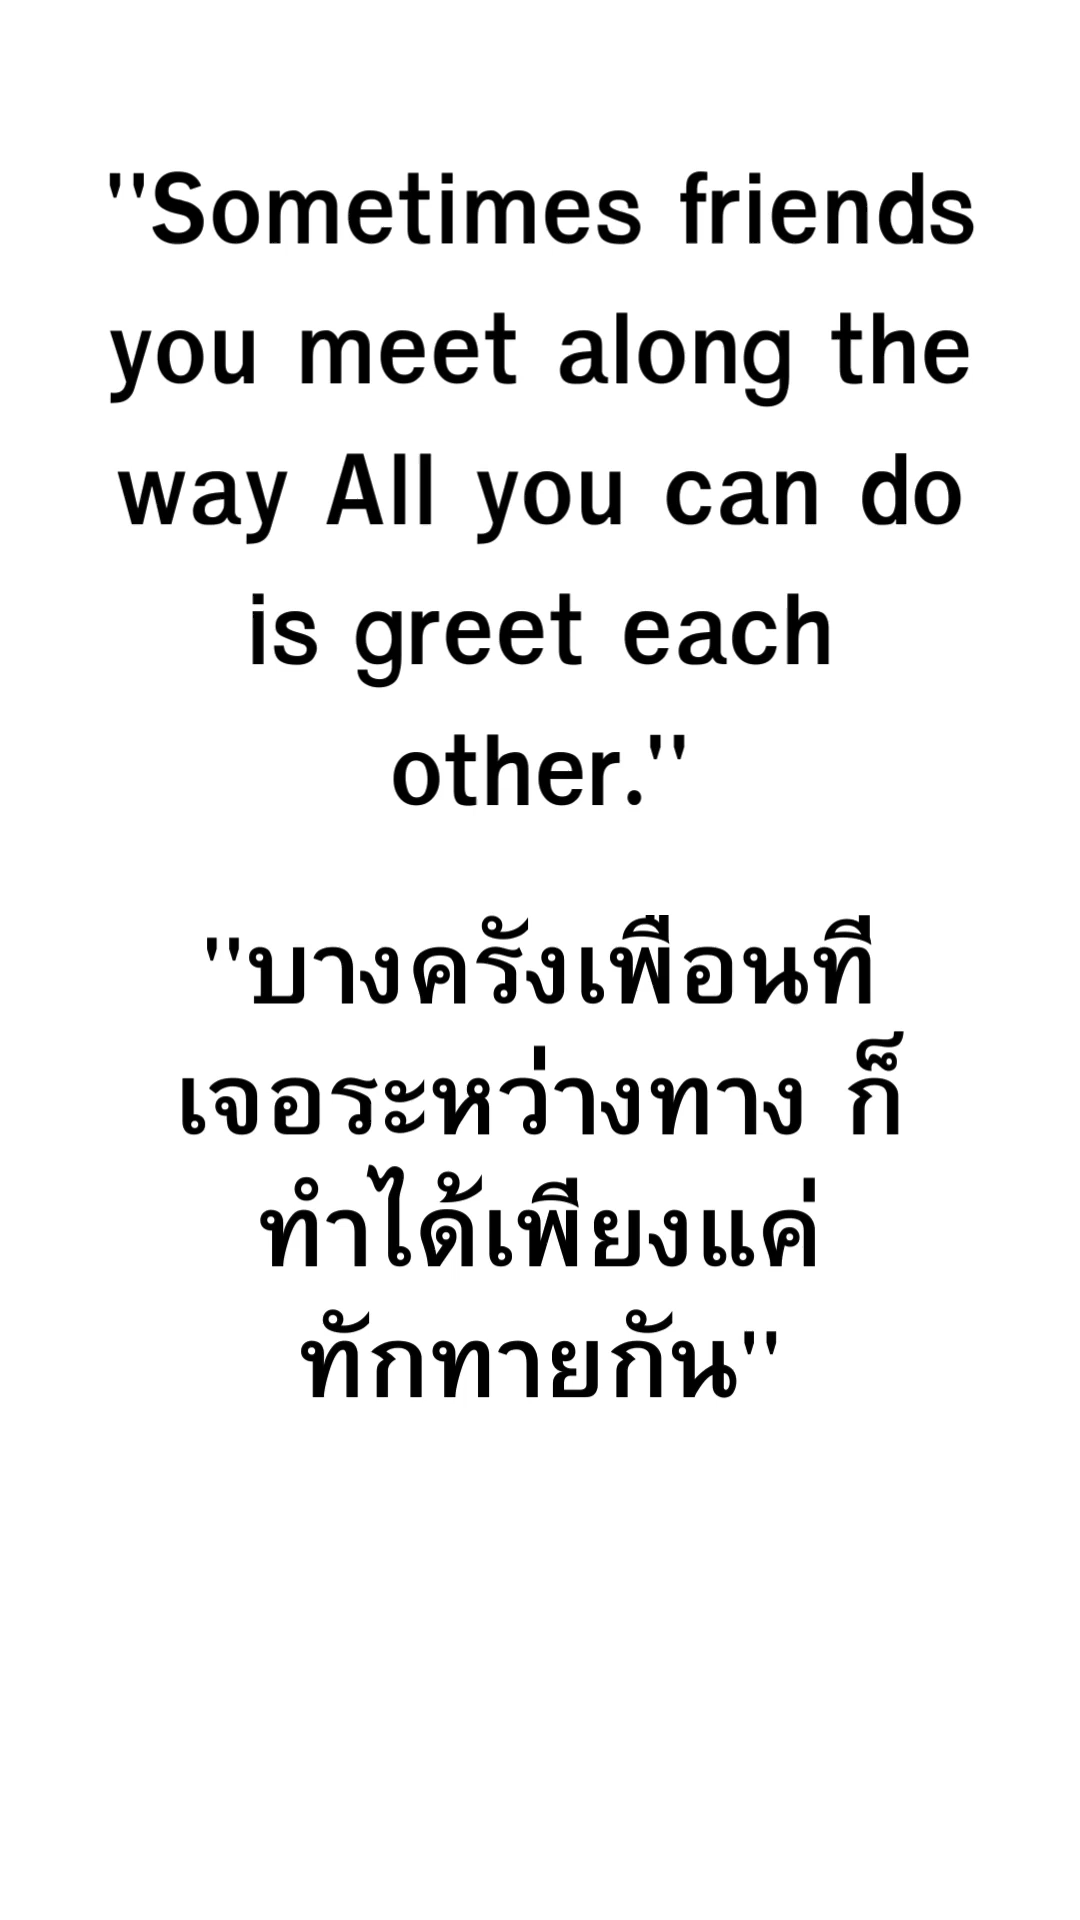 "Sometimes friends
you meet along the
way All you can do
is greet each
other."
"บางครั้งเพื่อนที่
เจอระหว่างทาง ก็
ทำได้เพียงแค่
ทักทายกัน"